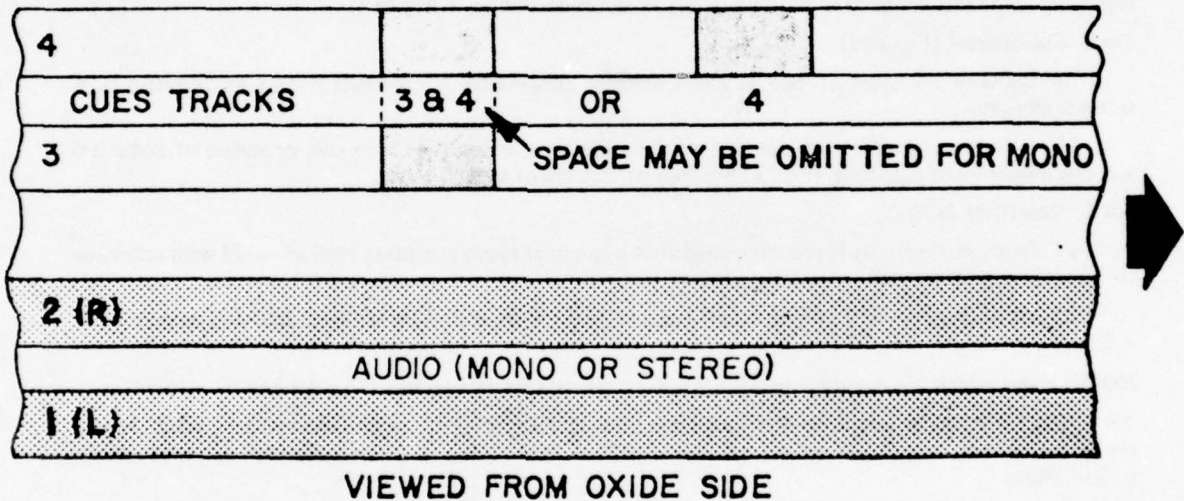 4
CUES TRACKS 3 & 4 OR 4
3 SPACE MAY BE OMITTED FOR MONO
2 (R)
AUDIO (MONO OR STEREO)
1 (L)
VIEWED FROM OXIDE SIDE